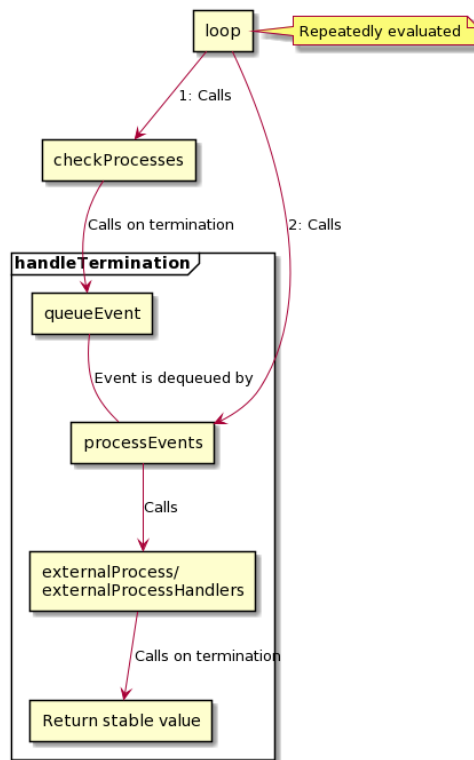 loop
Repeatedly evaluated
1: Calls
checkProcesses
Calls on termination
2: Calls
handleTermination
queueEvent
Event is dequeued by
processEvents
Calls
externalProcess/
externalProcessHandlers
Calls on termination
Return stable value